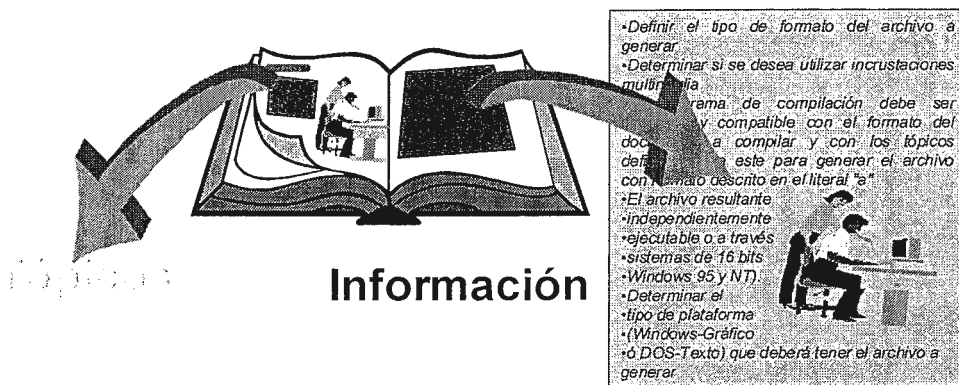 •Definir el tipo de formato del archivo a
generar
•Determinar si se desea utilizar incrustaciones
de compilación debe ser
y compatible con el formato del
a compilar y con los tópicos
este para generar el archivo
con formato descrito en el literal "a"
•El archivo resultante
•independientemente
•ejecutable o a través
•sistemas de 16 bits
•Windows 95 y NT).
•Determinar el
•tipo de plataforma
•(Windows-Gráfico
•ó DOS-Texto) que deberá tener el archivo a
generar
Información